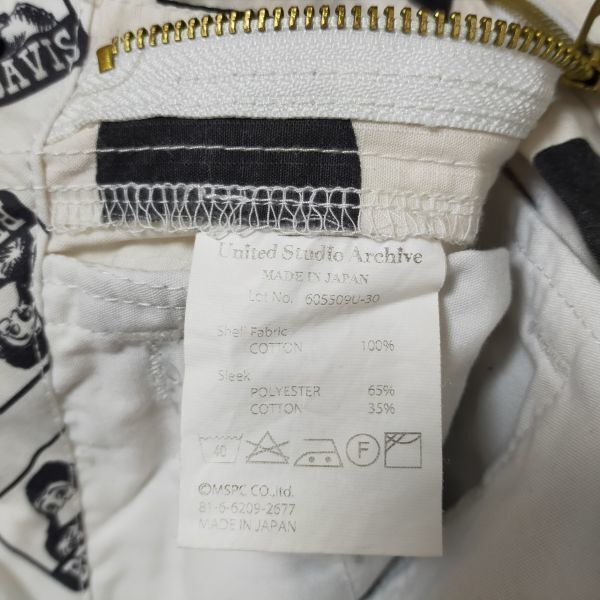 AVIS
United Studio Archive
MADE IN JAPAN
Lot No. 605509U-30
Shell Fabric
COTTON 100%
Sleek
POLYESTER 65%
COTTON 35%
40
F
©MSPC CO.,ltd.
81-6-6209-2677
MADE IN JAPAN